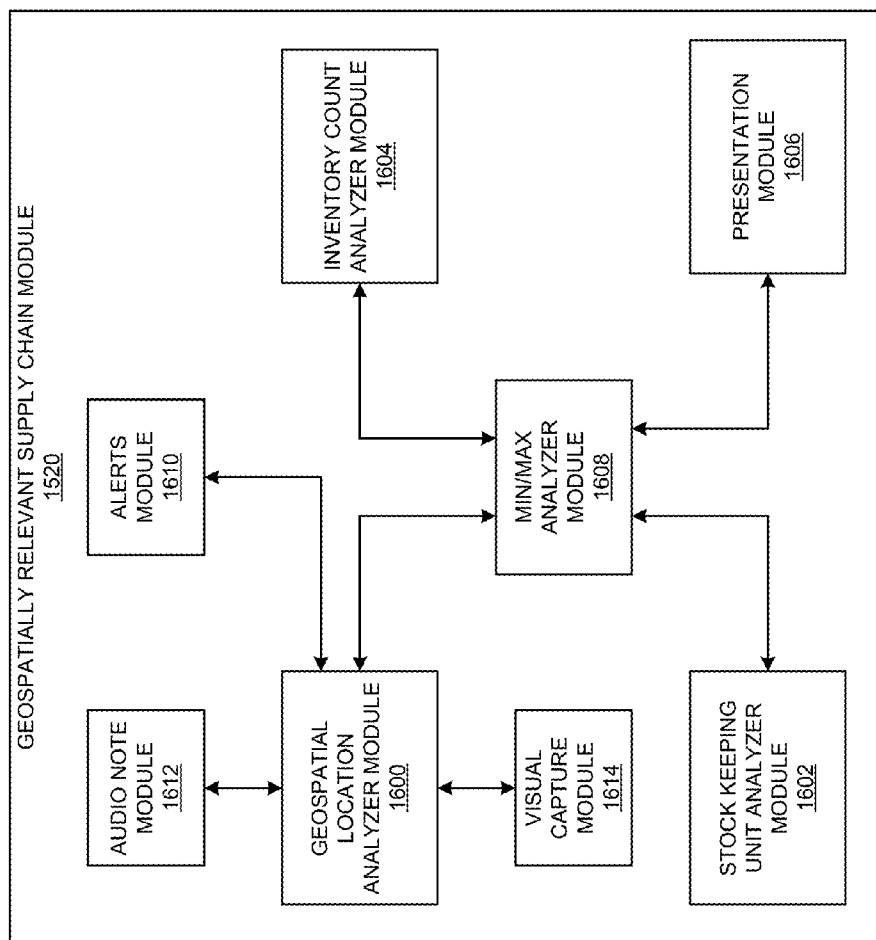 GEOSPATIALLY RELEVANT SUPPLY CHAIN MODULE
1520
AUDIO NOTE
MODULE
1612
ALERTS
MODULE
1610
GEOSPATIAL
LOCATION
ANALYZER MODULE
1600
INVENTORY COUNT
ANALYZER MODULE
1604
VISUAL
CAPTURE
MODULE
1614
MIN/MAX
ANALYZER
MODULE
1608
STOCK KEEPING
UNIT ANALYZER
MODULE
1602
PRESENTATION
MODULE
1606